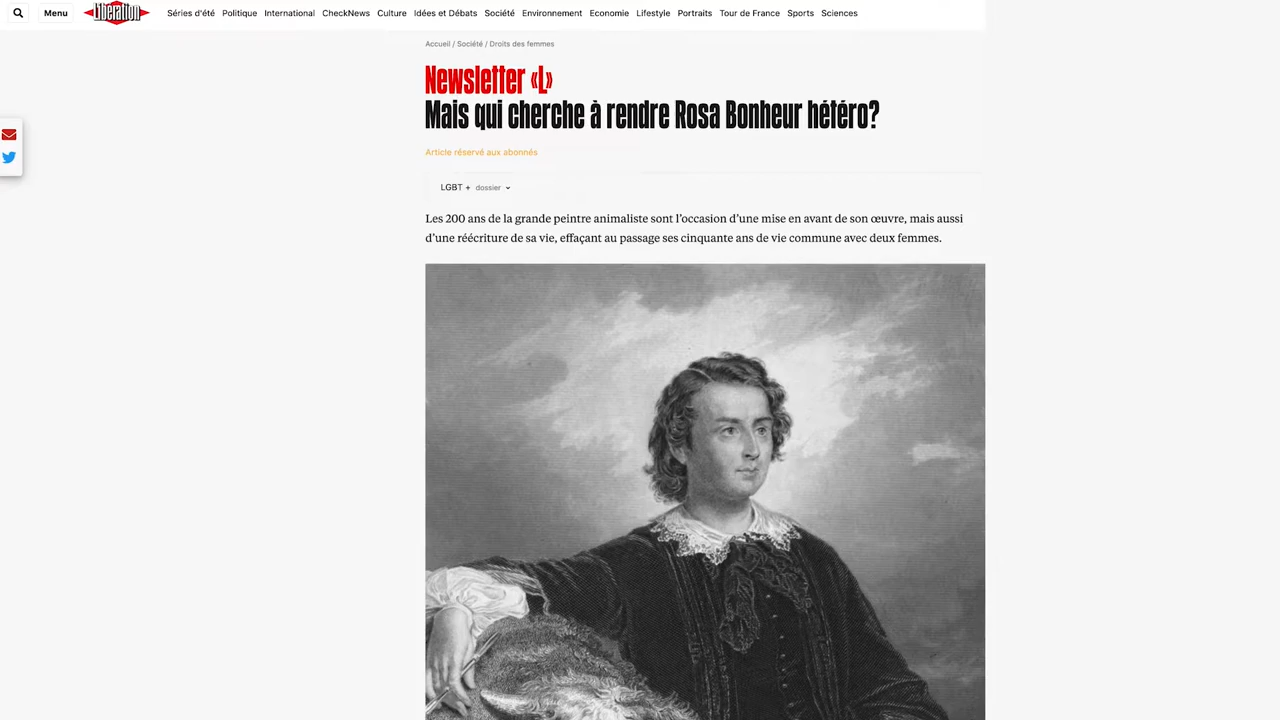 Menu Libération Séries d'été Politique International CheckNews Culture Idées et Débats Société Environnement Economie Lifestyle Portraits Tour de France Sports Sciences
Accueil / Société / Droits des femmes
Newsletter «L»
Mais qui cherche à rendre Rosa Bonheur hétéro?
Article réservé aux abonnés
LGBT + dossier
Les 200 ans de la grande peintre animaliste sont l'occasion d'une mise en avant de son œuvre, mais aussi
d'une réécriture de sa vie, effaçant au passage ses cinquante ans de vie commune avec deux femmes.